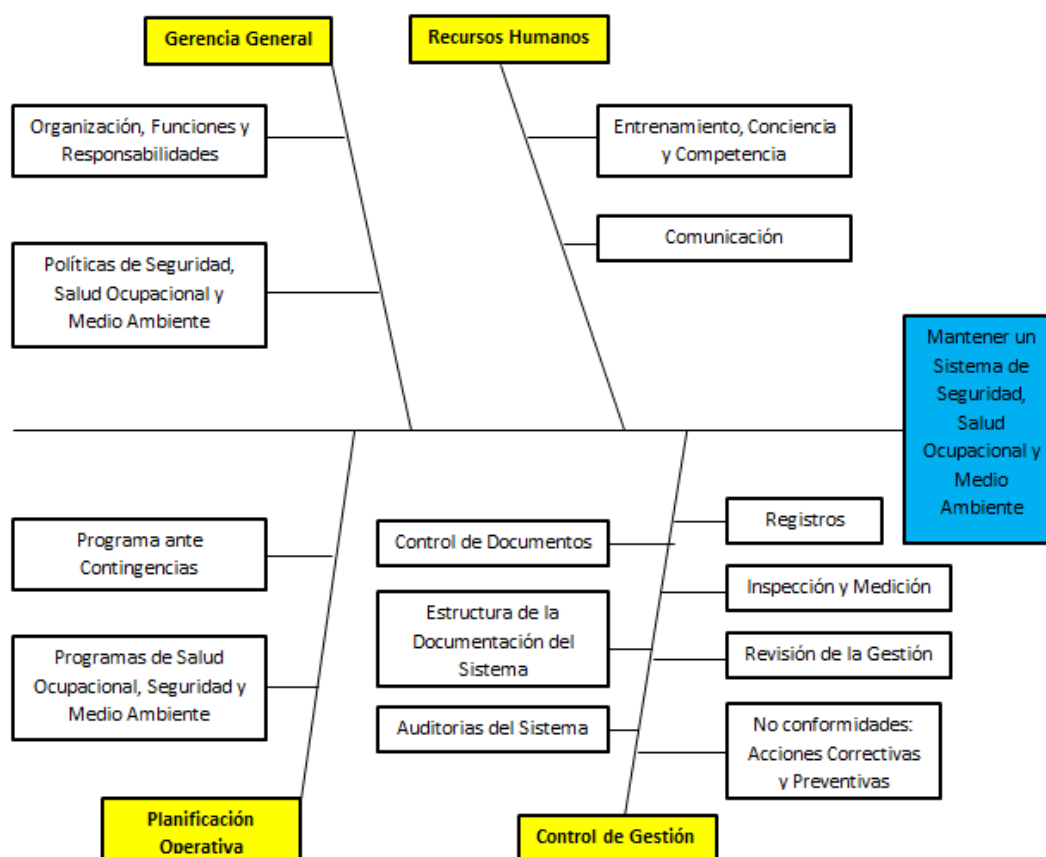 Gerencia General
Recursos Humanos
Organización, Funciones y
Responsabilidades
Entrenamiento, Conciencia
y Competencia
Políticas de Seguridad,
Salud Ocupacional y
Medio Ambiente
Comunicación
Mantener un
Sistema de
Seguridad,
Salud
Ocupacional y
Medio
Ambiente
Programa ante
Contingencias
Programas de Salud
Ocupacional, Seguridad y
Medio Ambiente
Control de Documentos
Estructura de la
Documentación del
Sistema
Auditorias del Sistema
Registros
Inspección y Medición
Revisión de la Gestión
No conformidades:
Acciones Correctivas
y Preventivas
Planificación
Operativa
Control de Gestión